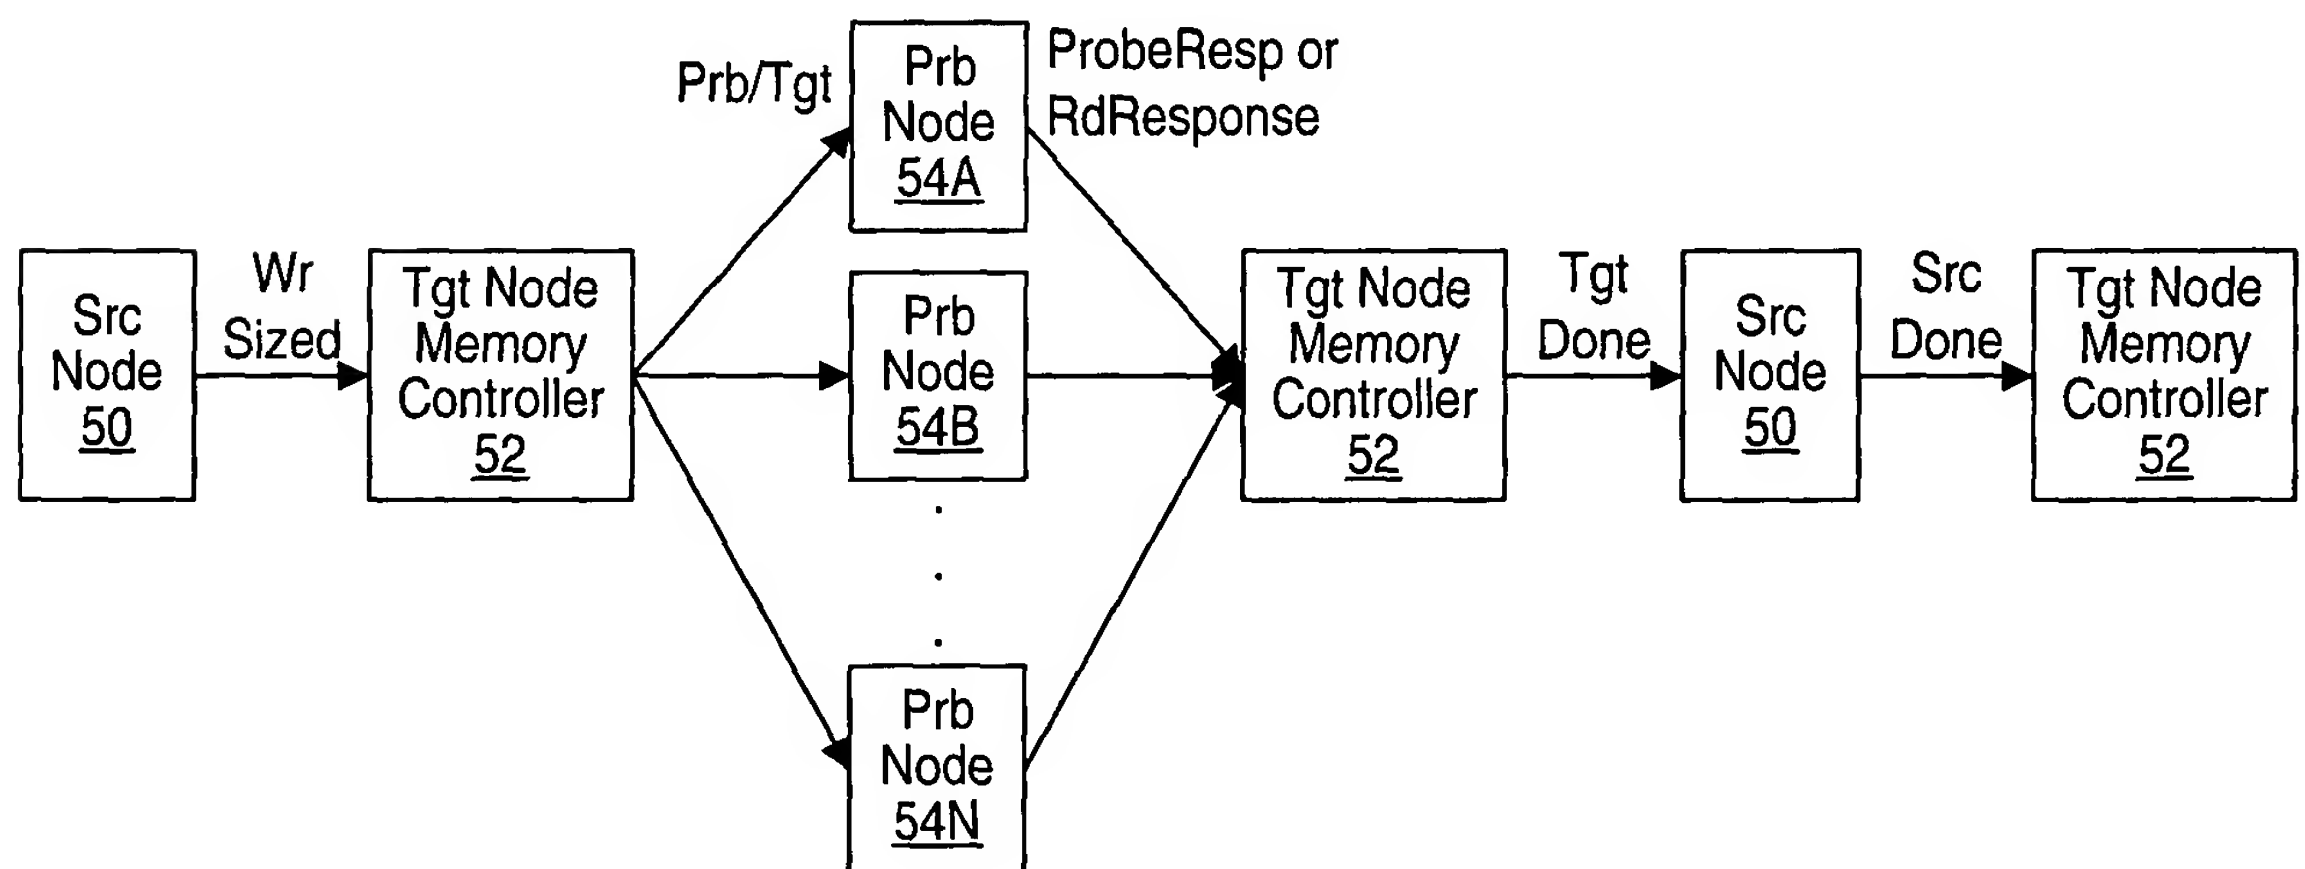 Src
Node
50
Wr
Sized
Tgt Node
Memory
Controller
52
Prb/Tgt
Prb
Node
54A
ProbeResp or
RdResponse
Prb
Node
54B
Prb
Node
54N
Tgt Node
Memory
Controller
52
Tgt
Done
Src
Node
50
Src
Done
Tgt Node
Memory
Controller
52